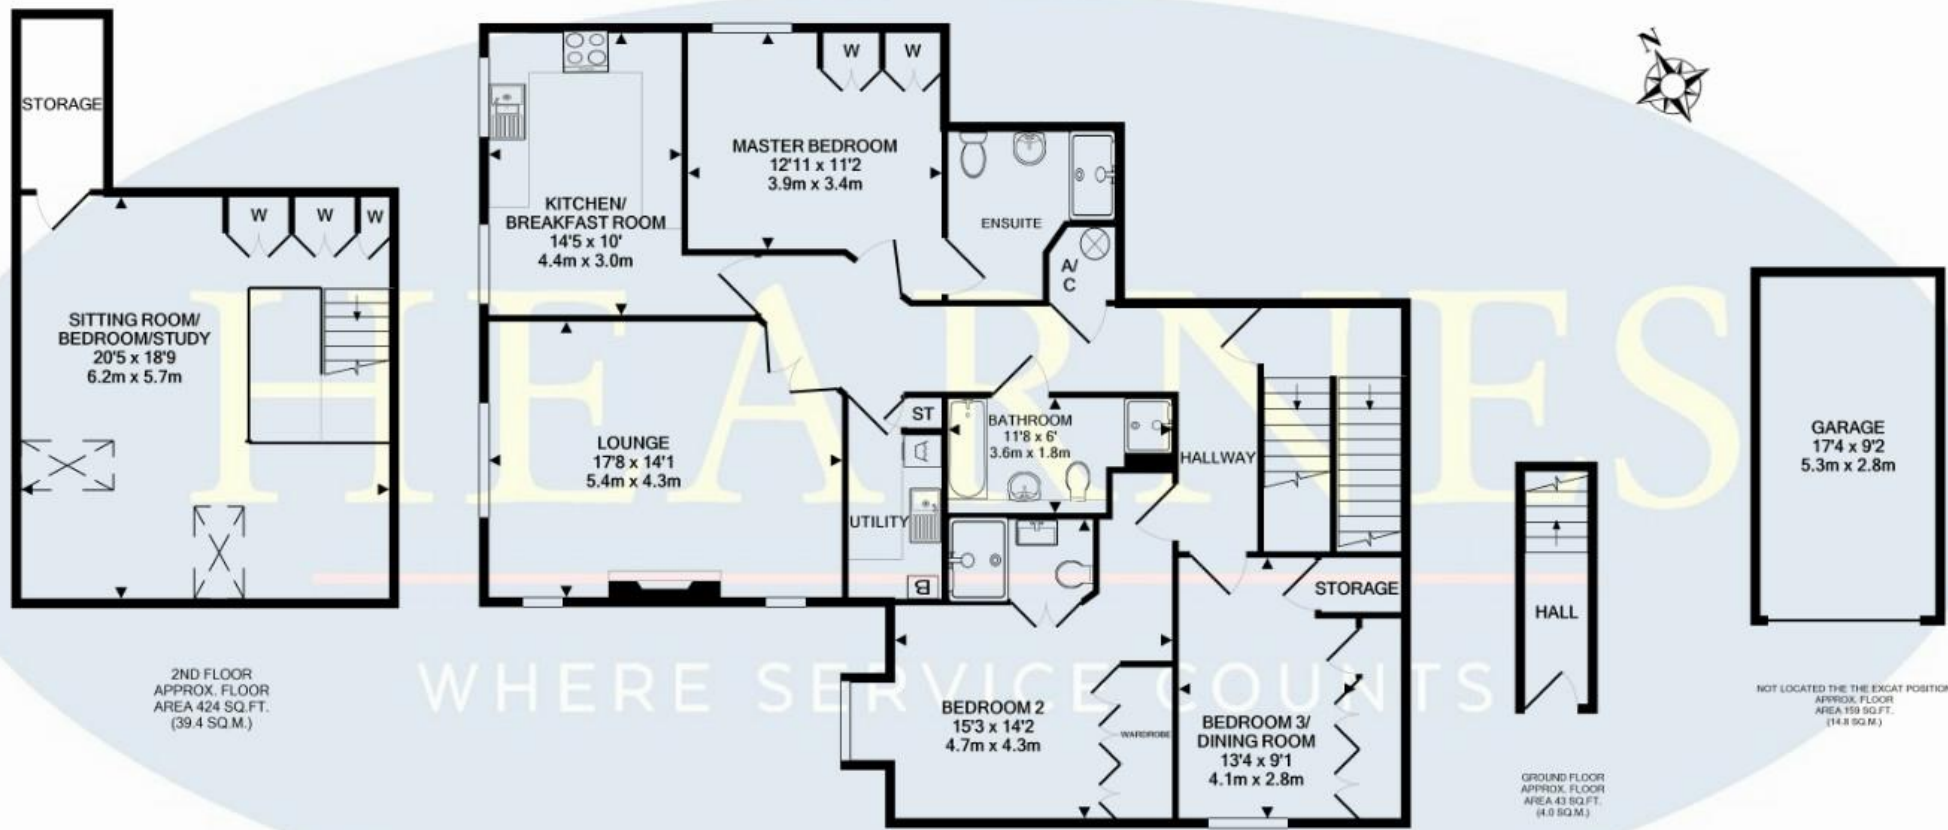 STORAGE
W
W
W
SITTING ROOM/
BEDROOM/STUDY
20'5 x 18'9
6.2m x 5.7m
2ND FLOOR
APPROX. FLOOR
AREA 424 SQ.FT.
(39.4 SQ.M.)
KITCHEN/
BREAKFAST ROOM
14'5 x 10'
4.4m x 3.0m
W
W
MASTER BEDROOM
12'11 x 11'2
3.9m x 3.4m
ENSUITE
A/
C
LOUNGE
17'8 x 14'1
5.4m x 4.3m
ST
UTILITY
B
BATHROOM
11'8 x 6'
3.6m x 1.8m
HALLWAY
STORAGE
BEDROOM 2
15'3 x 14'2
4.7m x 4.3m
WARDROBE
BEDROOM 3/
DINING ROOM
13'4 x 9'1
4.1m x 2.8m
N
HALL
GROUND FLOOR
APPROX. FLOOR
AREA 43 SQ.FT.
(4.0 SQ.M.)
GARAGE
17'4 x 9'2
5.3m x 2.8m
NOT LOCATED THE THE EXCAT POSITION
APPROX. FLOOR
AREA 159 SQ.FT.
(14.8 SQ.M.)
HEARNES
WHERE SERVICE COUNTS